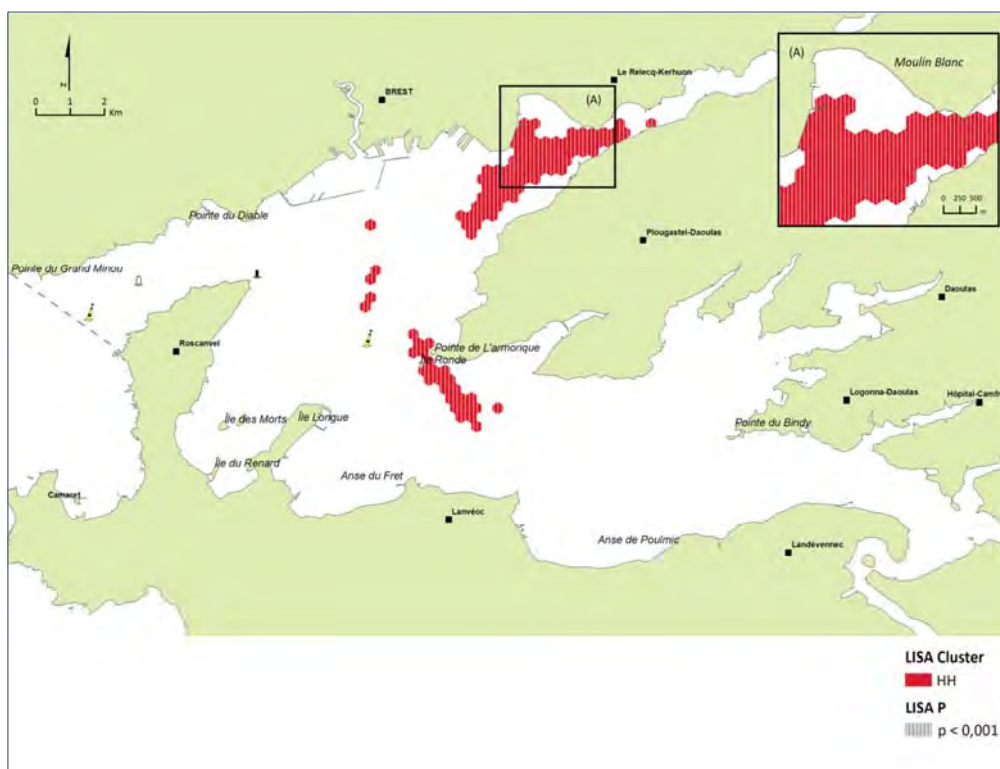 (A)
Moulin Blanc
Le Relecq-Kerhuon
BREST
(A)
0 1 2
Km
0 250 500
m
Pointe du Diable
Plougastel-Daoulas
Pointe du Grand Minou
Daoulas
Roscanvel
Pointe de L'armorique
Île Ronde
Île des Morts
Île Longue
Logonna-Daoulas
Hôpital-Camfr
Pointe du Bindy
Île du Renard
Anse du Fret
Camaret
Lanvéoc
Anse de Poulmic
Landévennec
LISA Cluster
HH
LISA P
p < 0,001